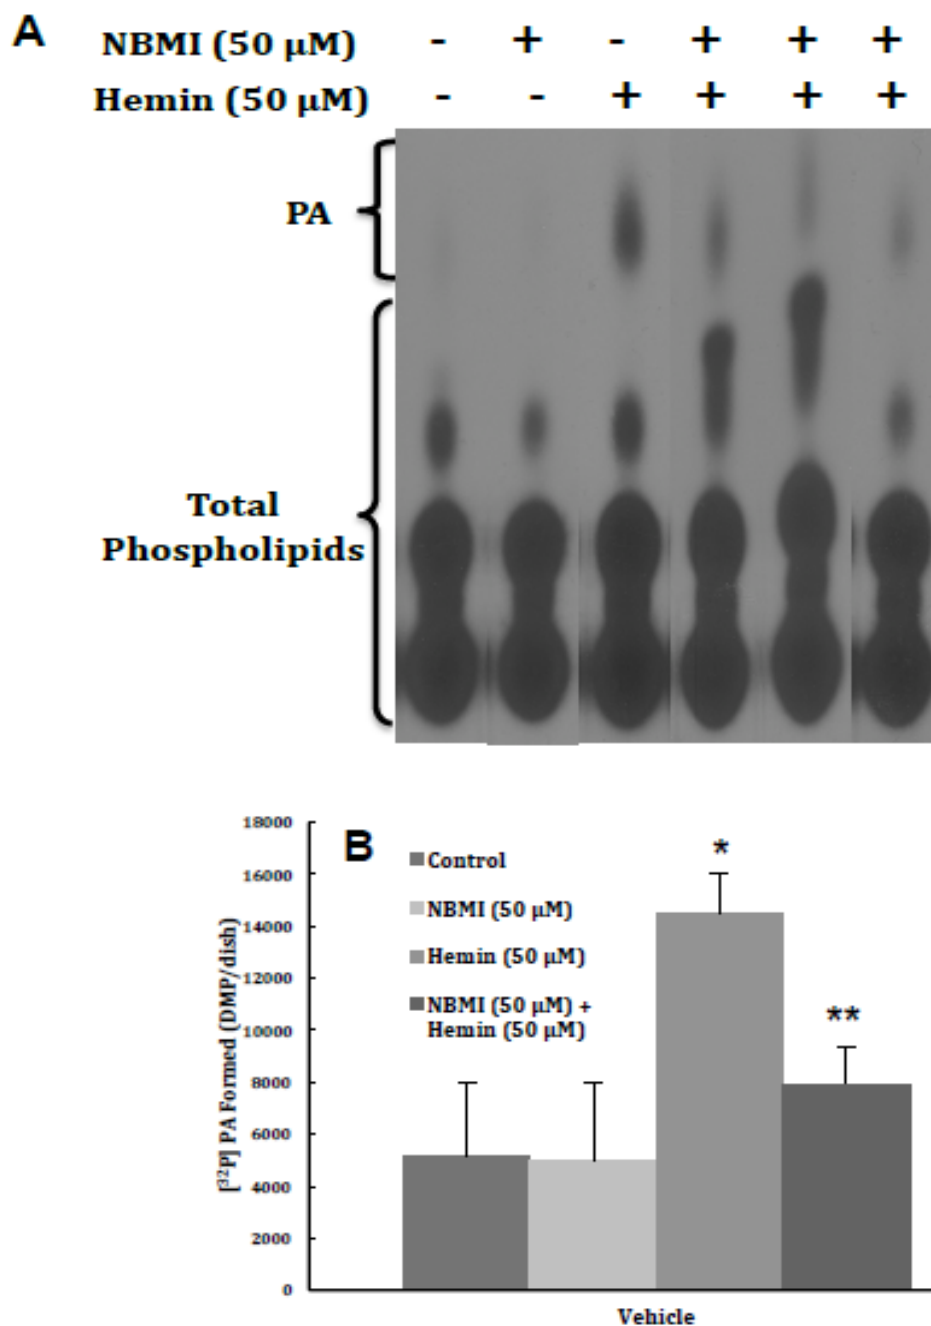 A
NBMI (50 μM) - + - + + +
Hemin (50 μM) - - + + + +
PA
Total
Phospholipids
B
18000
16000
14000
12000
10000
8000
6000
4000
2000
0
[³²P] PA Formed (DMP/dish)
Control
NBMI (50 μM)
Hemin (50 μM)
NBMI (50 μM) +
Hemin (50 μM)
*
**
Vehicle